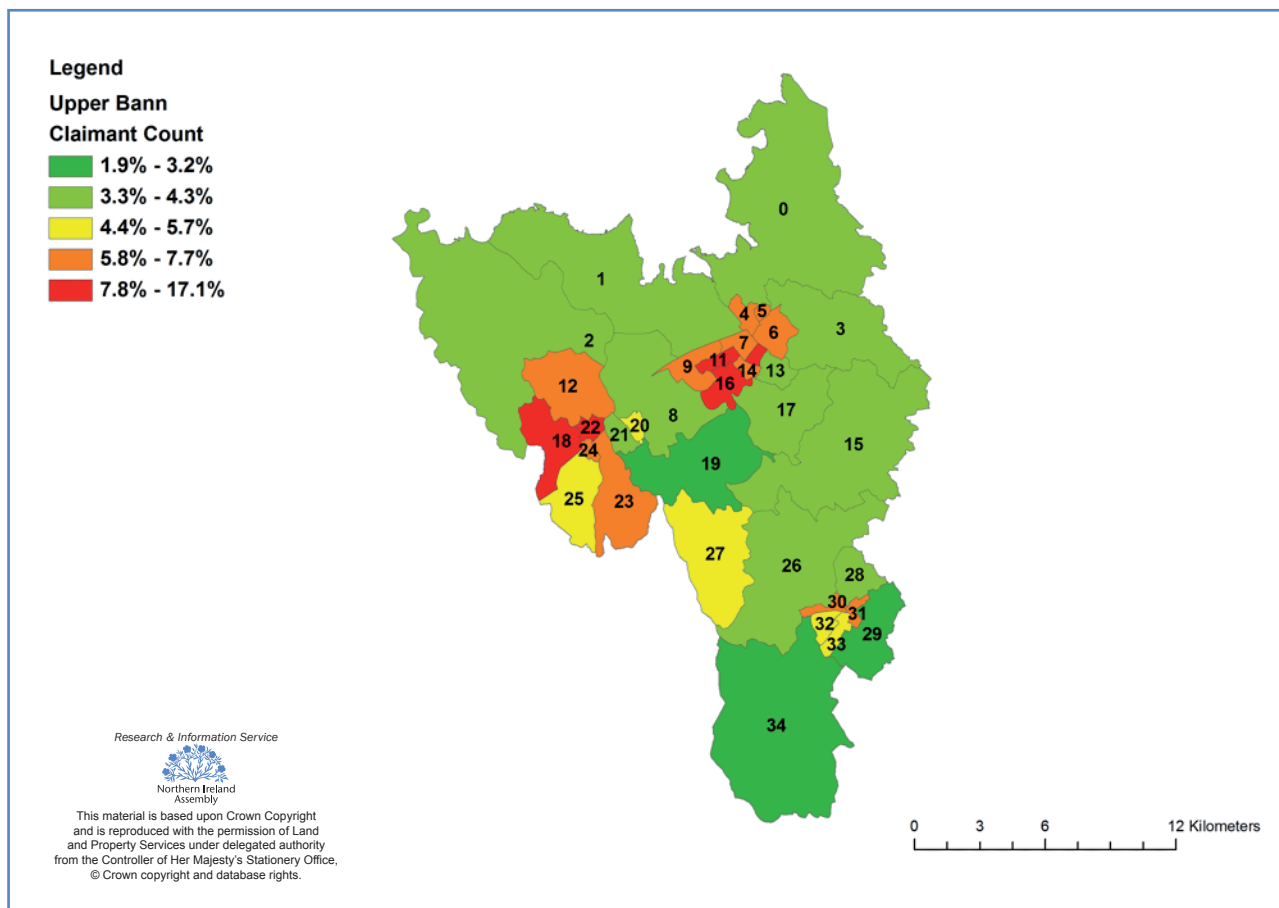 Legend
Upper Bann
Claimant Count
1.9% - 3.2%
3.3% - 4.3%
4.4% - 5.7%
5.8% - 7.7%
7.8% - 17.1%
0
1
2
3
4
5
6
7
9
11
14
13
16
12
8
17
22
20
21
18
24
15
19
25
23
27
26
28
30
31
32
29
33
34
Research & Information Service
Northern Ireland
Assembly
This material is based upon Crown Copyright
and is reproduced with the permission of Land
and Property Services under delegated authority
from the Controller of Her Majesty's Stationery Office,
© Crown copyright and database rights.
0 3 6 12 Kilometers